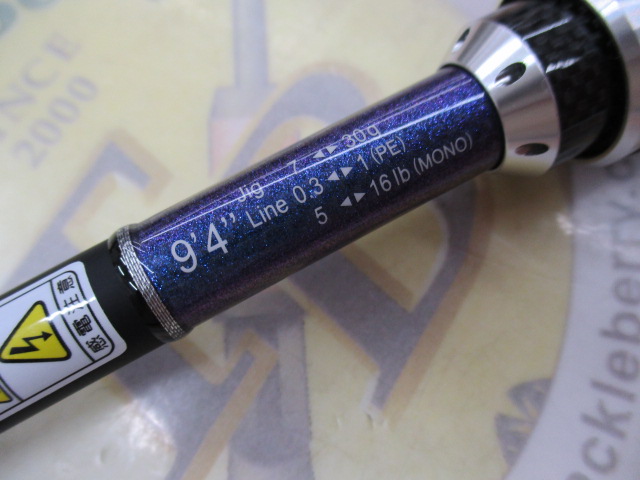 9'4"
Jig 7 ◀▶ 30g
Line 0.3 ◀▶ 1 (PE)
5 ◀▶ 16 lb (MONO)
感電注意
NCE
2000
ckleberry